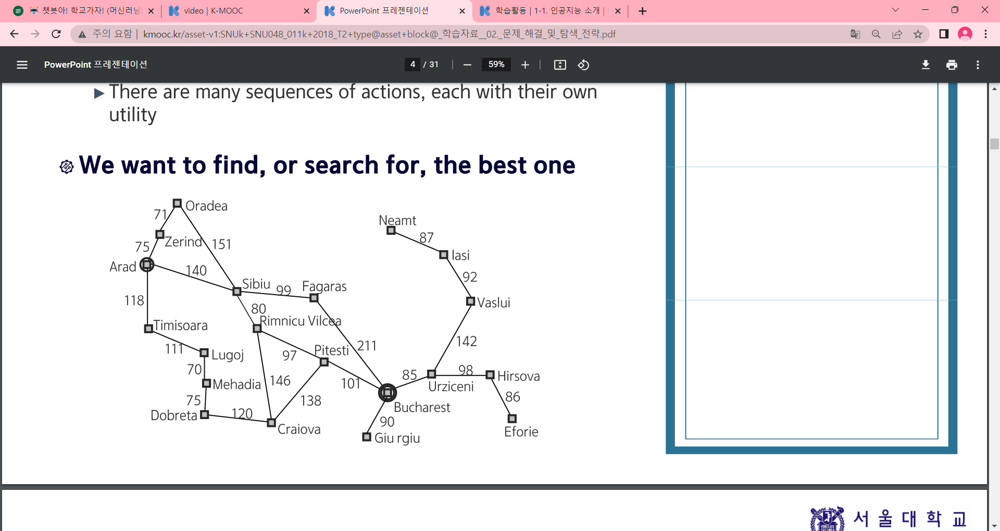 챗봇아! 학교가자! (머신러닝
video | K-MOOC
PowerPoint 프레젠테이션
학습활동 | 1-1. 인공지능 소개 |
주의 요함 | kmooc.kr/asset-v1:SNUk+SNU048_011k+2018_T2+type@asset+block@_학습자료__02._문제_해결_및_탐색_전략.pdf
PowerPoint 프레젠테이션
4 / 31
59%
There are many sequences of actions, each with their own
utility
We want to find, or search for, the best one
Oradea
71
Neamt
87
Zerind
151
75
Iasi
Arad
140
92
Sibiu
99
Fagaras
118
80
Vaslui
Rimnicu Vilcea
Timisoara
142
111
Pitesti
211
Lugoj
97
70
85
98
Hirsova
Mehadia
146
101
Urziceni
75
138
86
Bucharest
Dobreta
120
90
Craiova
Eforie
Giu rgiu
서울대학교
VERI LUX